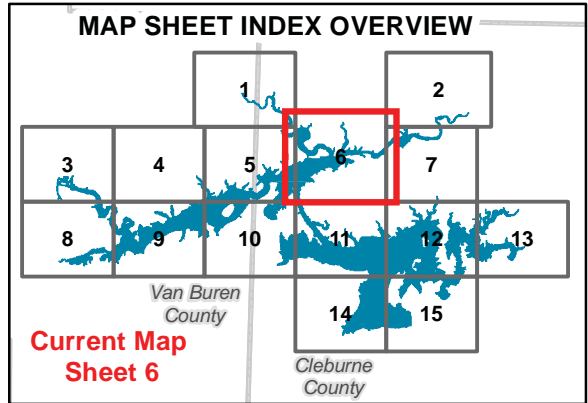 MAP SHEET INDEX OVERVIEW
1
2
3
4
5
6
7
8
9
10
11
12
13
Van Buren
County
14
15
Current Map
Sheet 6
Cleburne
County